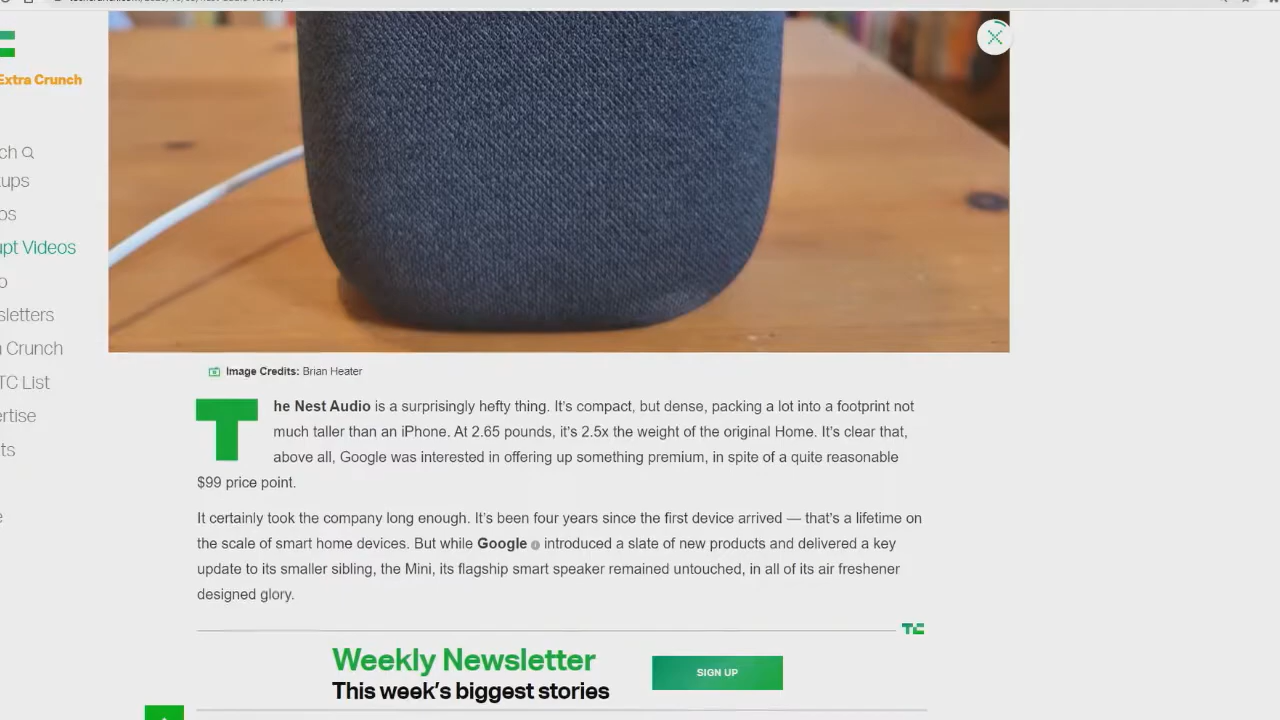 Extra Crunch
ch
ups
os
upt Videos
sletters
Crunch
TC List
ertise
ts
Image Credits: Brian Heater
The Nest Audio is a surprisingly hefty thing. It's compact, but dense, packing a lot into a footprint not
much taller than an iPhone. At 2.65 pounds, it's 2.5x the weight of the original Home. It's clear that,
above all, Google was interested in offering up something premium, in spite of a quite reasonable
$99 price point.
It certainly took the company long enough. It's been four years since the first device arrived — that's a lifetime on
the scale of smart home devices. But while Google introduced a slate of new products and delivered a key
update to its smaller sibling, the Mini, its flagship smart speaker remained untouched, in all of its air freshener
designed glory.
TC
Weekly Newsletter
This week's biggest stories
SIGN UP